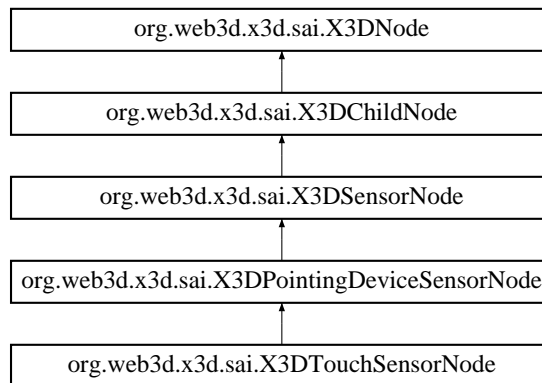 org.web3d.x3d.sai.X3DNode
org.web3d.x3d.sai.X3DChildNode
org.web3d.x3d.sai.X3DSensorNode
org.web3d.x3d.sai.X3DPointingDeviceSensorNode
org.web3d.x3d.sai.X3DTouchSensorNode